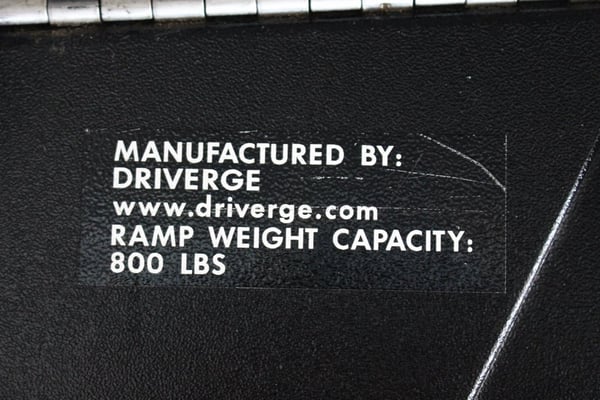 MANUFACTURED BY:
DRIVERGE
www.driverge.com
RAMP WEIGHT CAPACITY:
800 LBS